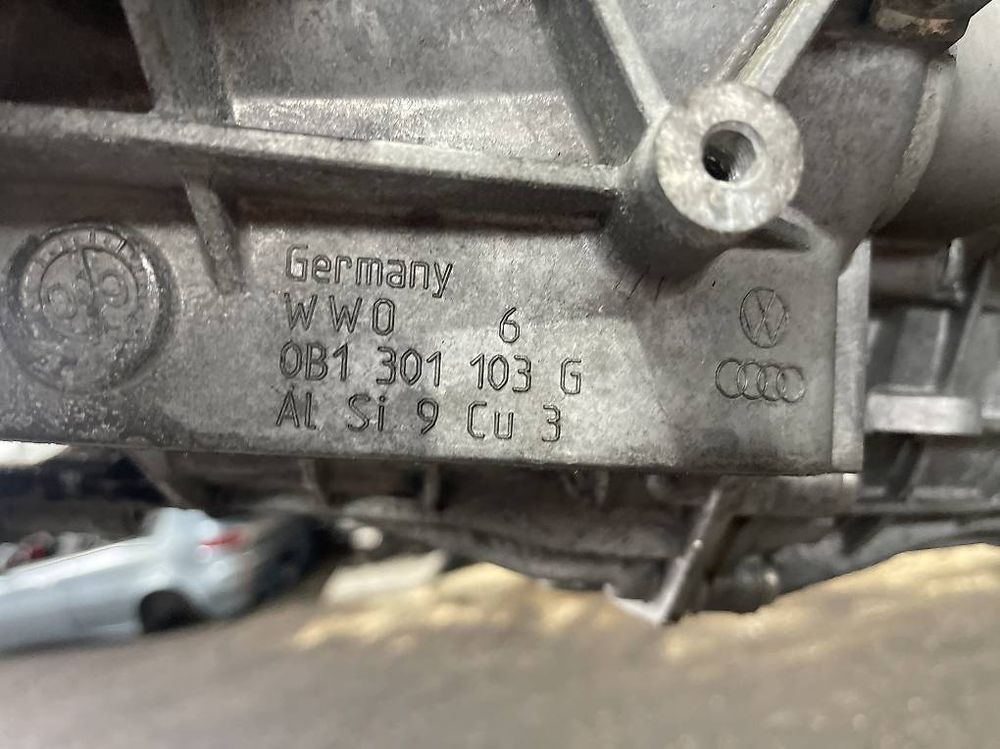 Germany
WWO 6
0B1 301 103 G
Al Si 9 Cu 3